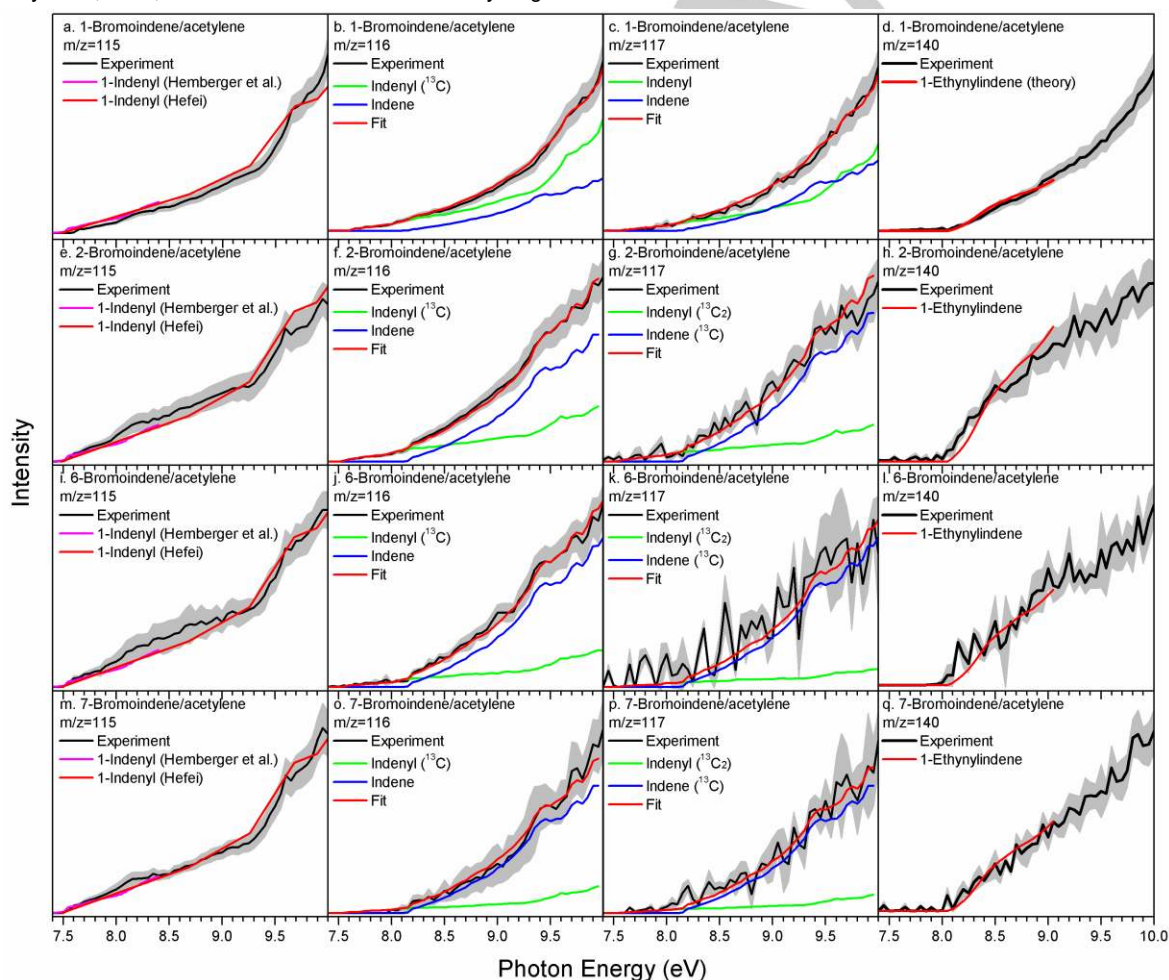 a. 1-Bromoindene/acetylene
m/z=115
Experiment
1-Indenyl (Hemberger et al.)
1-Indenyl (Hefei)
b. 1-Bromoindene/acetylene
m/z=116
Experiment
Indenyl (¹³C)
Indene
Fit
c. 1-Bromoindene/acetylene
m/z=117
Experiment
Indenyl
Indene
Fit
d. 1-Bromoindene/acetylene
m/z=140
Experiment
1-Ethynylindene (theory)
e. 2-Bromoindene/acetylene
m/z=115
Experiment
1-Indenyl (Hemberger et al.)
1-Indenyl (Hefei)
f. 2-Bromoindene/acetylene
m/z=116
Experiment
Indenyl (¹³C)
Indene
Fit
g. 2-Bromoindene/acetylene
m/z=117
Experiment
Indenyl (¹³C₂)
Indene (¹³C)
Fit
h. 2-Bromoindene/acetylene
m/z=140
Experiment
1-Ethynylindene
i. 6-Bromoindene/acetylene
m/z=115
Experiment
1-Indenyl (Hemberger et al.)
1-Indenyl (Hefei)
j. 6-Bromoindene/acetylene
m/z=116
Experiment
Indenyl (¹³C)
Indene
Fit
k. 6-Bromoindene/acetylene
m/z=117
Experiment
Indenyl (¹³C₂)
Indene (¹³C)
Fit
l. 6-Bromoindene/acetylene
m/z=140
Experiment
1-Ethynylindene
m. 7-Bromoindene/acetylene
m/z=115
Experiment
1-Indenyl (Hemberger et al.)
1-Indenyl (Hefei)
o. 7-Bromoindene/acetylene
m/z=116
Experiment
Indenyl (¹³C)
Indene
Fit
p. 7-Bromoindene/acetylene
m/z=117
Experiment
Indenyl (¹³C₂)
Indene (¹³C)
Fit
q. 7-Bromoindene/acetylene
m/z=140
Experiment
1-Ethynylindene
Intensity
7.5 8.0 8.5 9.0 9.5 7.5 8.0 8.5 9.0 9.5 7.5 8.0 8.5 9.0 9.5 7.5 8.0 8.5 9.0 9.5 10.0
Photon Energy (eV)